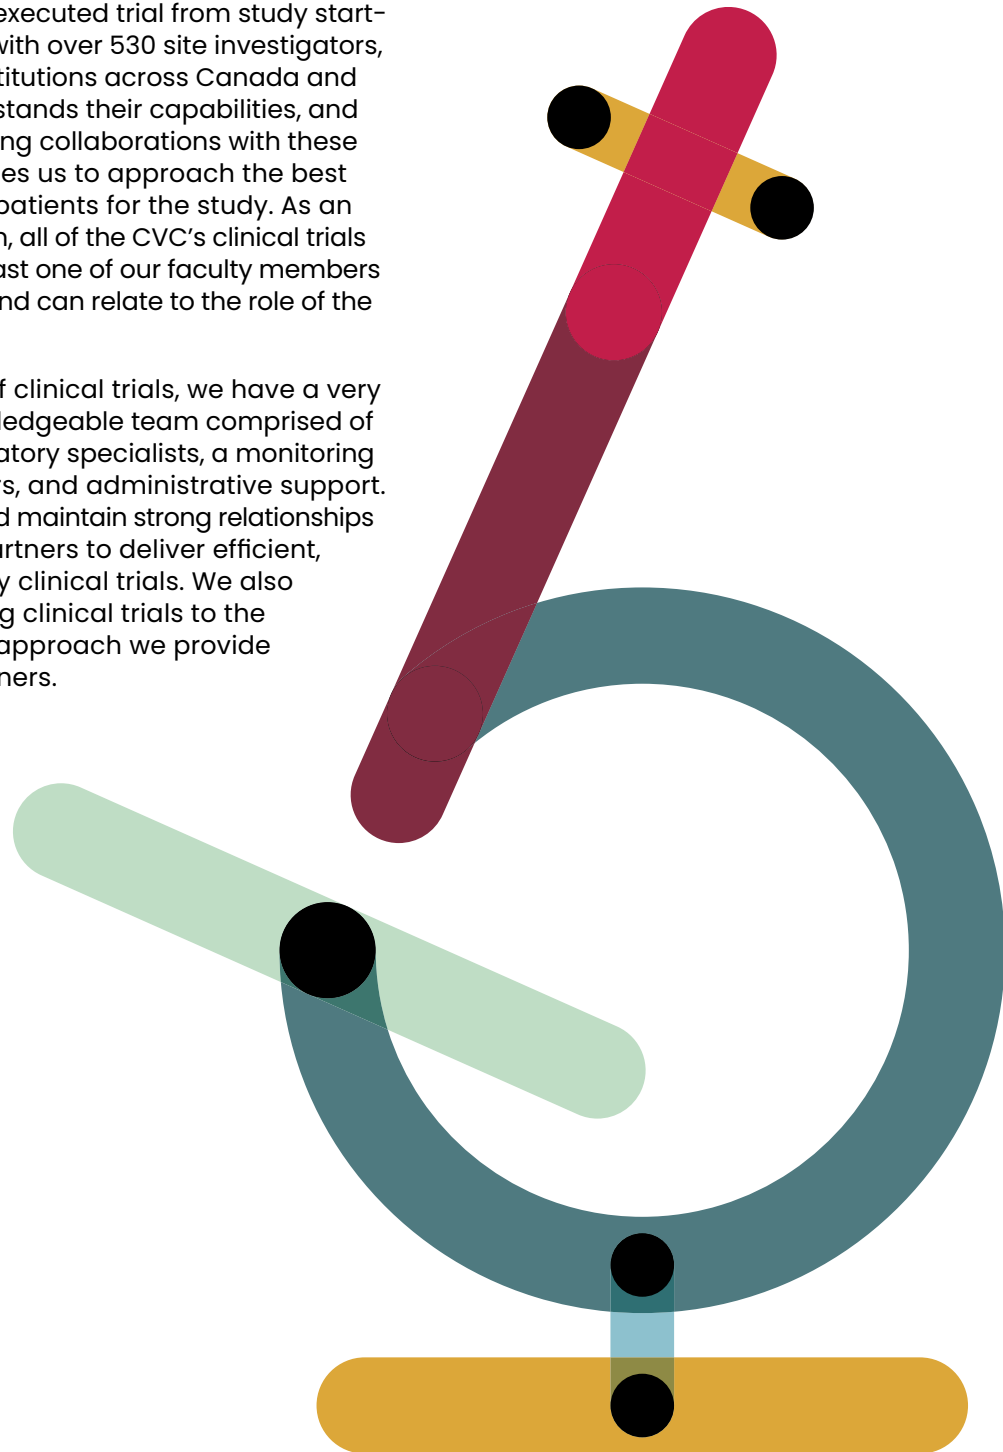 executed trial from study start-
with over 530 site investigators,
titutions across Canada and
stands their capabilities, and
ng collaborations with these
es us to approach the best
patients for the study. As an
n, all of the CVC’s clinical trials
ast one of our faculty members
nd can relate to the role of the
f clinical trials, we have a very
ledgeable team comprised of
atory specialists, a monitoring
rs, and administrative support.
d maintain strong relationships
artners to deliver efficient,
y clinical trials. We also
g clinical trials to the
approach we provide
ners.